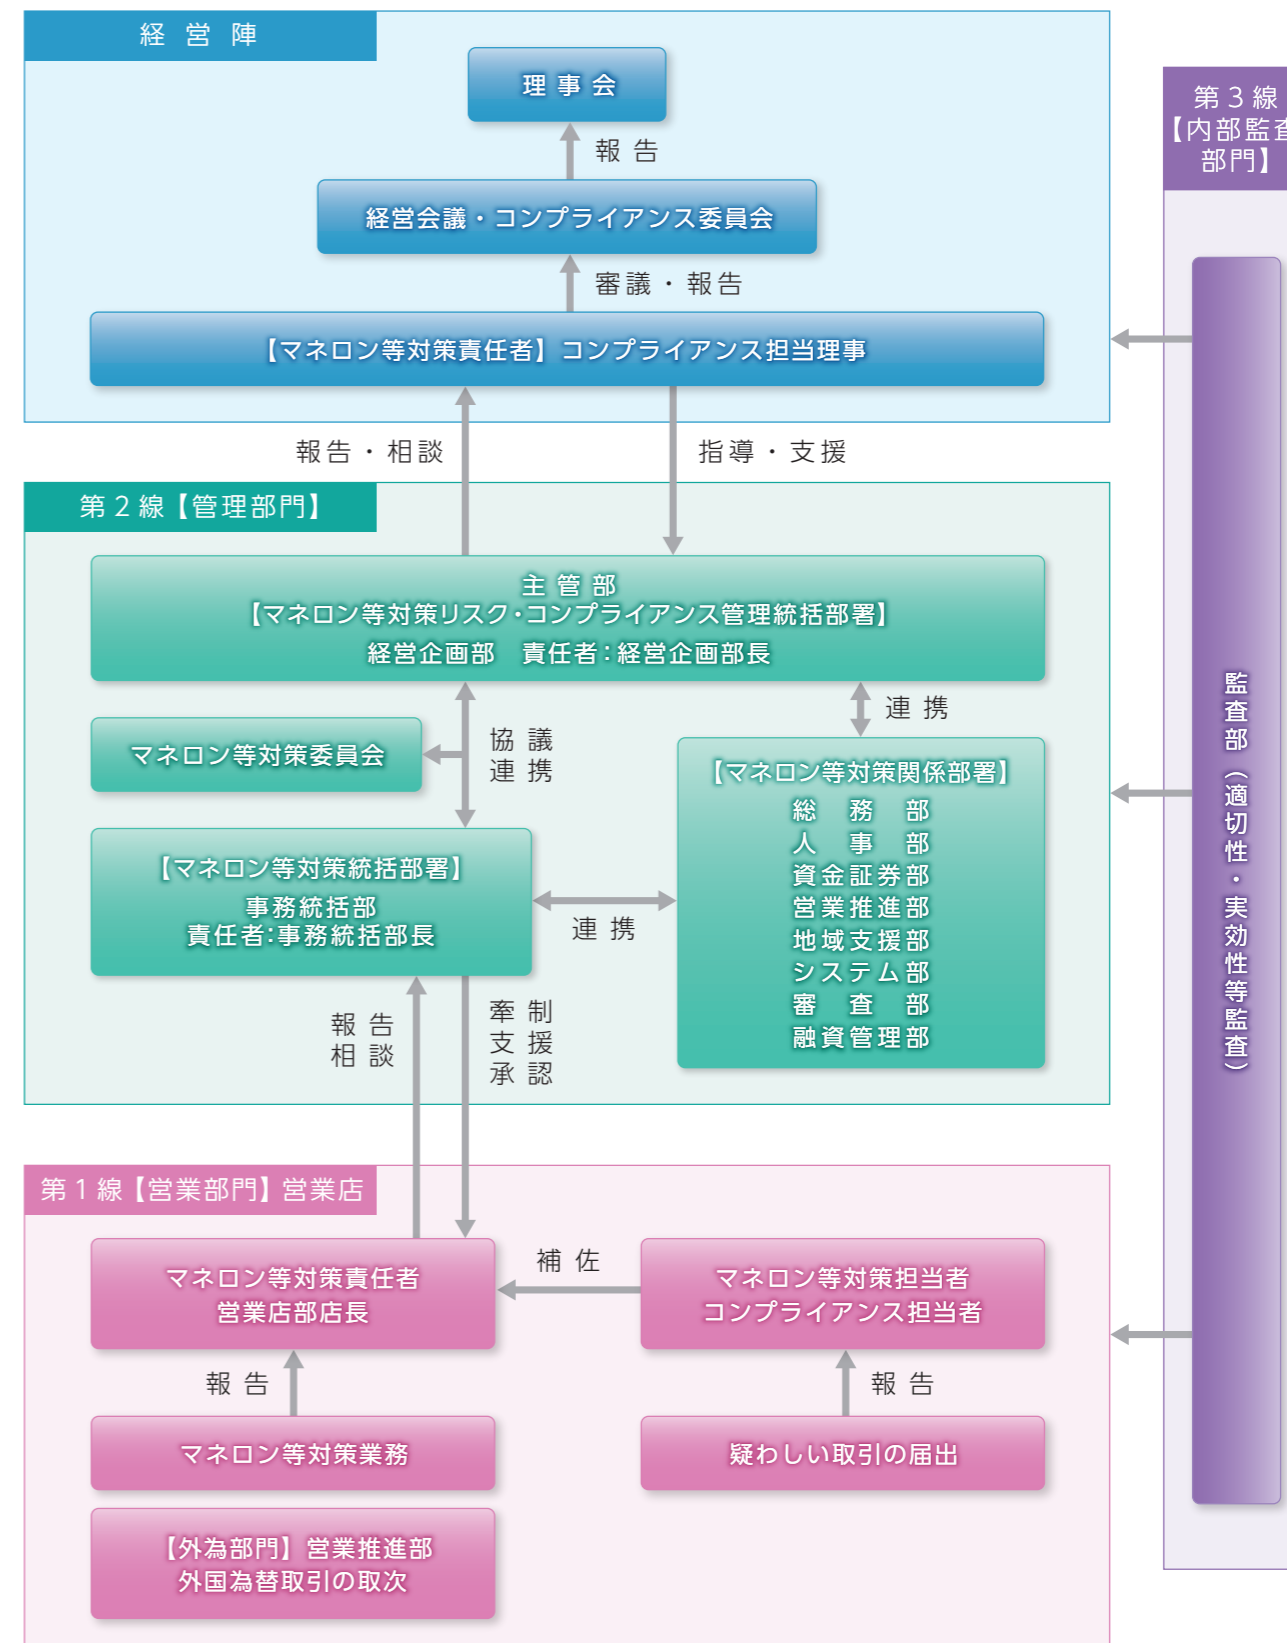 経営陣
理事会
報告
経営会議・コンプライアンス委員会
審議・報告
【マネロン等対策責任者】コンプライアンス担当理事
報告・相談
指導・支援
第2線【管理部門】
主管部
【マネロン等対策リスク・コンプライアンス管理統括部署】
経営企画部　責任者：経営企画部長
マネロン等対策委員会
協議
連携
連携
【マネロン等対策統括部署】
事務統括部
責任者：事務統括部長
連携
【マネロン等対策関係部署】
総務部
人事部
資金証券部
営業推進部
地域支援部
システム部
審査部
融資管理部
報告
相談
牽制
支援
承認
第1線【営業部門】営業店
マネロン等対策責任者
営業店部店長
補佐
マネロン等対策担当者
コンプライアンス担当者
報告
報告
マネロン等対策業務
疑わしい取引の届出
【外為部門】営業推進部
外国為替取引の取次
第3線
【内部監査
部門】
監査部（適切性・実効性等監査）